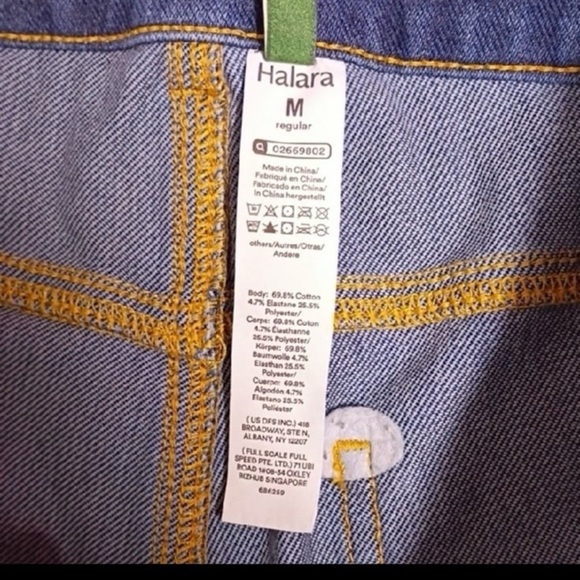 Halara
M
regular
02669802
Made in China/
Fabriqué en Chine/
Fabricado en China/
In China hergestellt
others/Autres/Otras/
Andere
Body: 69.8% Cotton
4.7% Elastane 25.5%
Polyester/
Corps: 69.8% Coton
4.7% Élasthanne
25.5% Polyester/
Körper: 69.8%
Baumwolle 4.7%
Elasthan 25.5%
Polyester/
Cuerpo: 69.8%
Algodón 4.7%
Elastano 25.5%
Poliéster
(US DFS INC.) 418
BROADWAY, STE N,
ALBANY, NY 12207
(FULL SCALE FULL
SPEED PTE. LTD.) 71 UBI
ROAD 1 #08-34 OXLEY
BIZHUB SINGAPORE